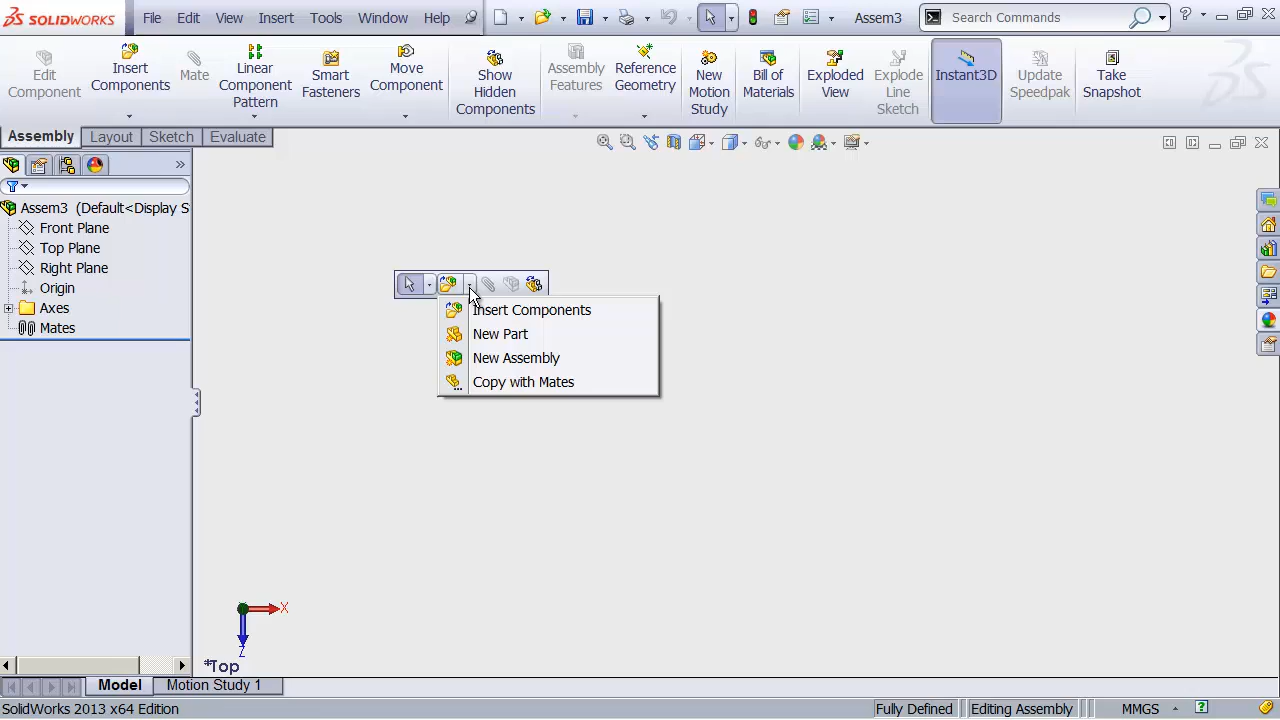 SOLIDWORKS File Edit View Insert Tools Window Help Assem3 Search Commands
Edit Component
Insert Components
Mate
Linear Component Pattern
Smart Fasteners
Move Component
Show Hidden Components
Assembly Features
Reference Geometry
New Motion Study
Bill of Materials
Exploded View
Explode Line Sketch
Instant3D
Update Speedpak
Take Snapshot
Assembly Layout Sketch Evaluate
Assem3 (Default<Display S
Front Plane
Top Plane
Right Plane
Origin
Axes
Mates
Insert Components
New Part
New Assembly
Copy with Mates
X
Z
*Top
Model Motion Study 1
SolidWorks 2013 x64 Edition Fully Defined Editing Assembly MMGS